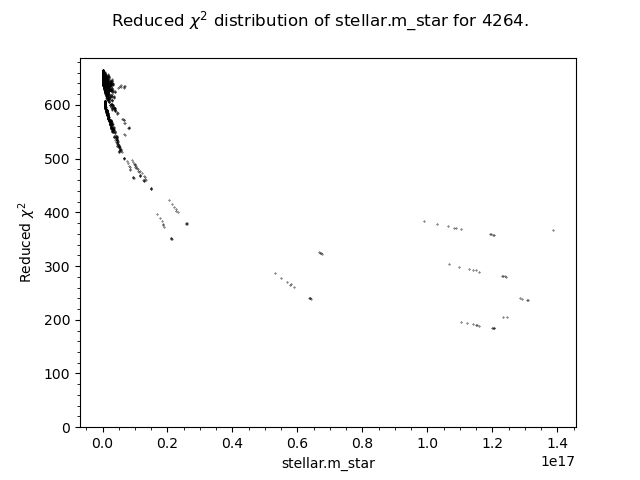 Reduced χ² distribution of stellar.m_star for 4264.
600
500
400
300
200
100
0
Reduced χ²
0.0 0.2 0.4 0.6 0.8 1.0 1.2 1.4
1e17
stellar.m_star